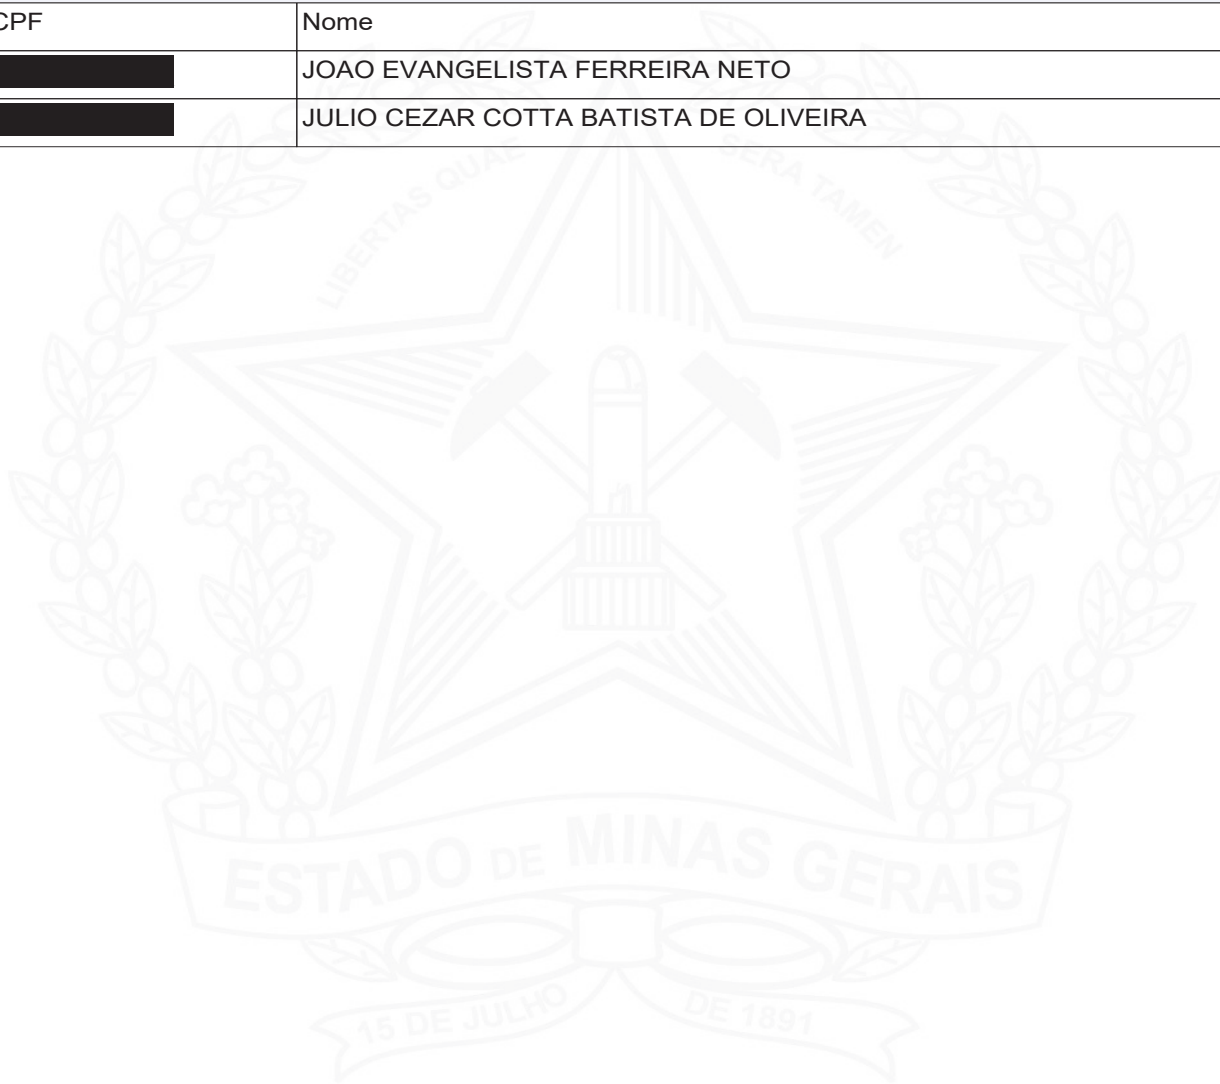 CPF Nome
JOAO EVANGELISTA FERREIRA NETO
JULIO CEZAR COTTA BATISTA DE OLIVEIRA
LIBERTAS QUAE SERA TAMEN
ESTADO DE MINAS GERAIS
15 DE JULHO DE 1891